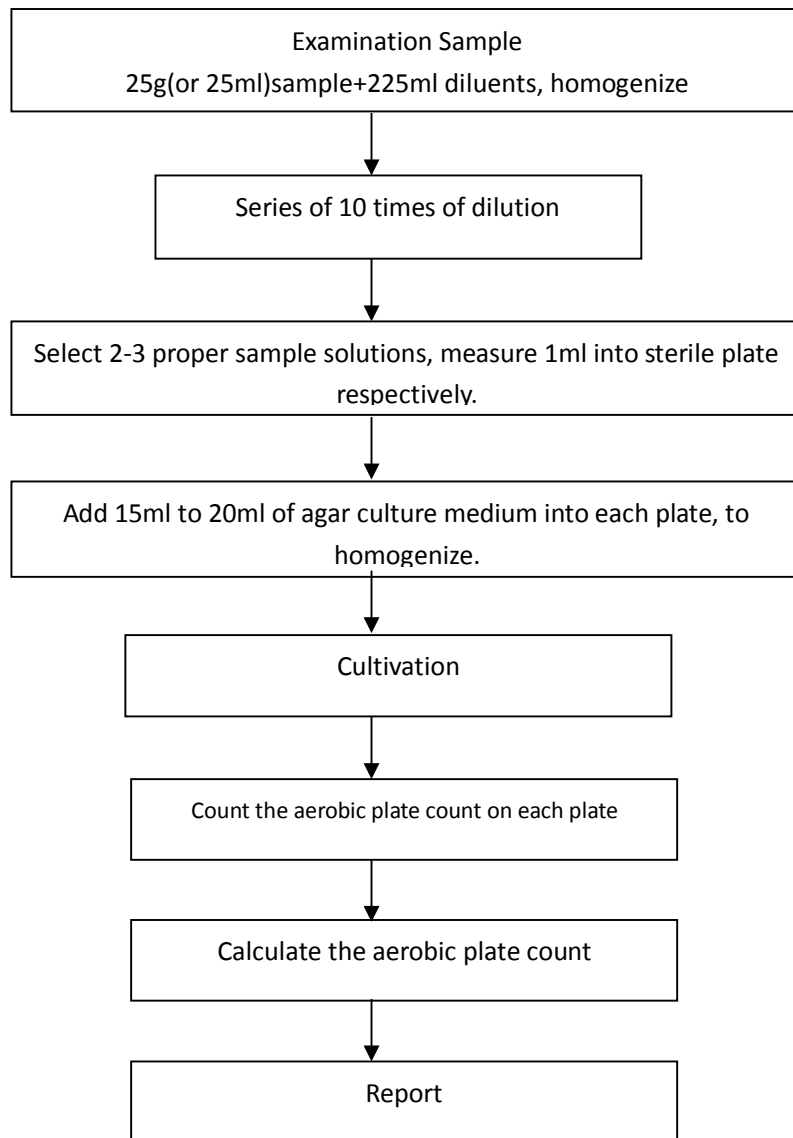 Examination Sample
25g(or 25ml)sample+225ml diluents, homogenize
Series of 10 times of dilution
Select 2-3 proper sample solutions, measure 1ml into sterile plate
respectively.
Add 15ml to 20ml of agar culture medium into each plate, to
homogenize.
Cultivation
Count the aerobic plate count on each plate
Calculate the aerobic plate count
Report